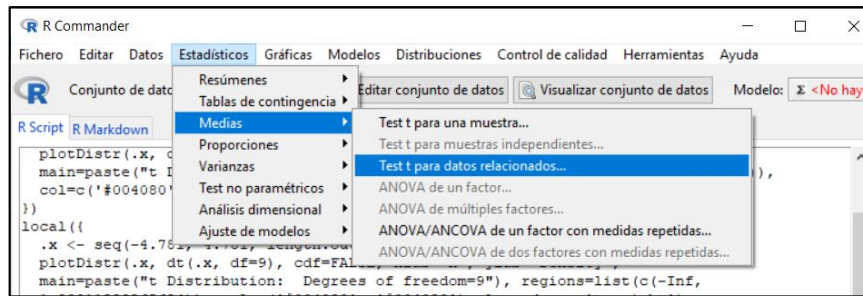 R Commander
Fichero Editar Datos Estadísticos Gráficas Modelos Distribuciones Control de calidad Herramientas Ayuda
Conjunto de Editar conjunto de datos Visualizar conjunto de datos Modelo: Σ <No hay
R Script R Markdown
Resúmenes
Tablas de contingencia
Medias
Proporciones
Varianzas
Test no paramétricos
Análisis dimensional
Ajuste de modelos
Test t para una muestra...
Test t para muestras independientes...
Test t para datos relacionados...
ANOVA de un factor...
ANOVA de múltiples factores...
ANOVA/ANCOVA de un factor con medidas repetidas...
ANOVA/ANCOVA de dos factores con medidas repetidas...
plotDistr(.x,
main=paste("t )),
col=c('#004080'
})
local({
.x <- seq(
plotDistr(.x, dt(.x, df=9),
main=paste("t Distribution: Degrees of freedom=9"), regions=list(c(-Inf,